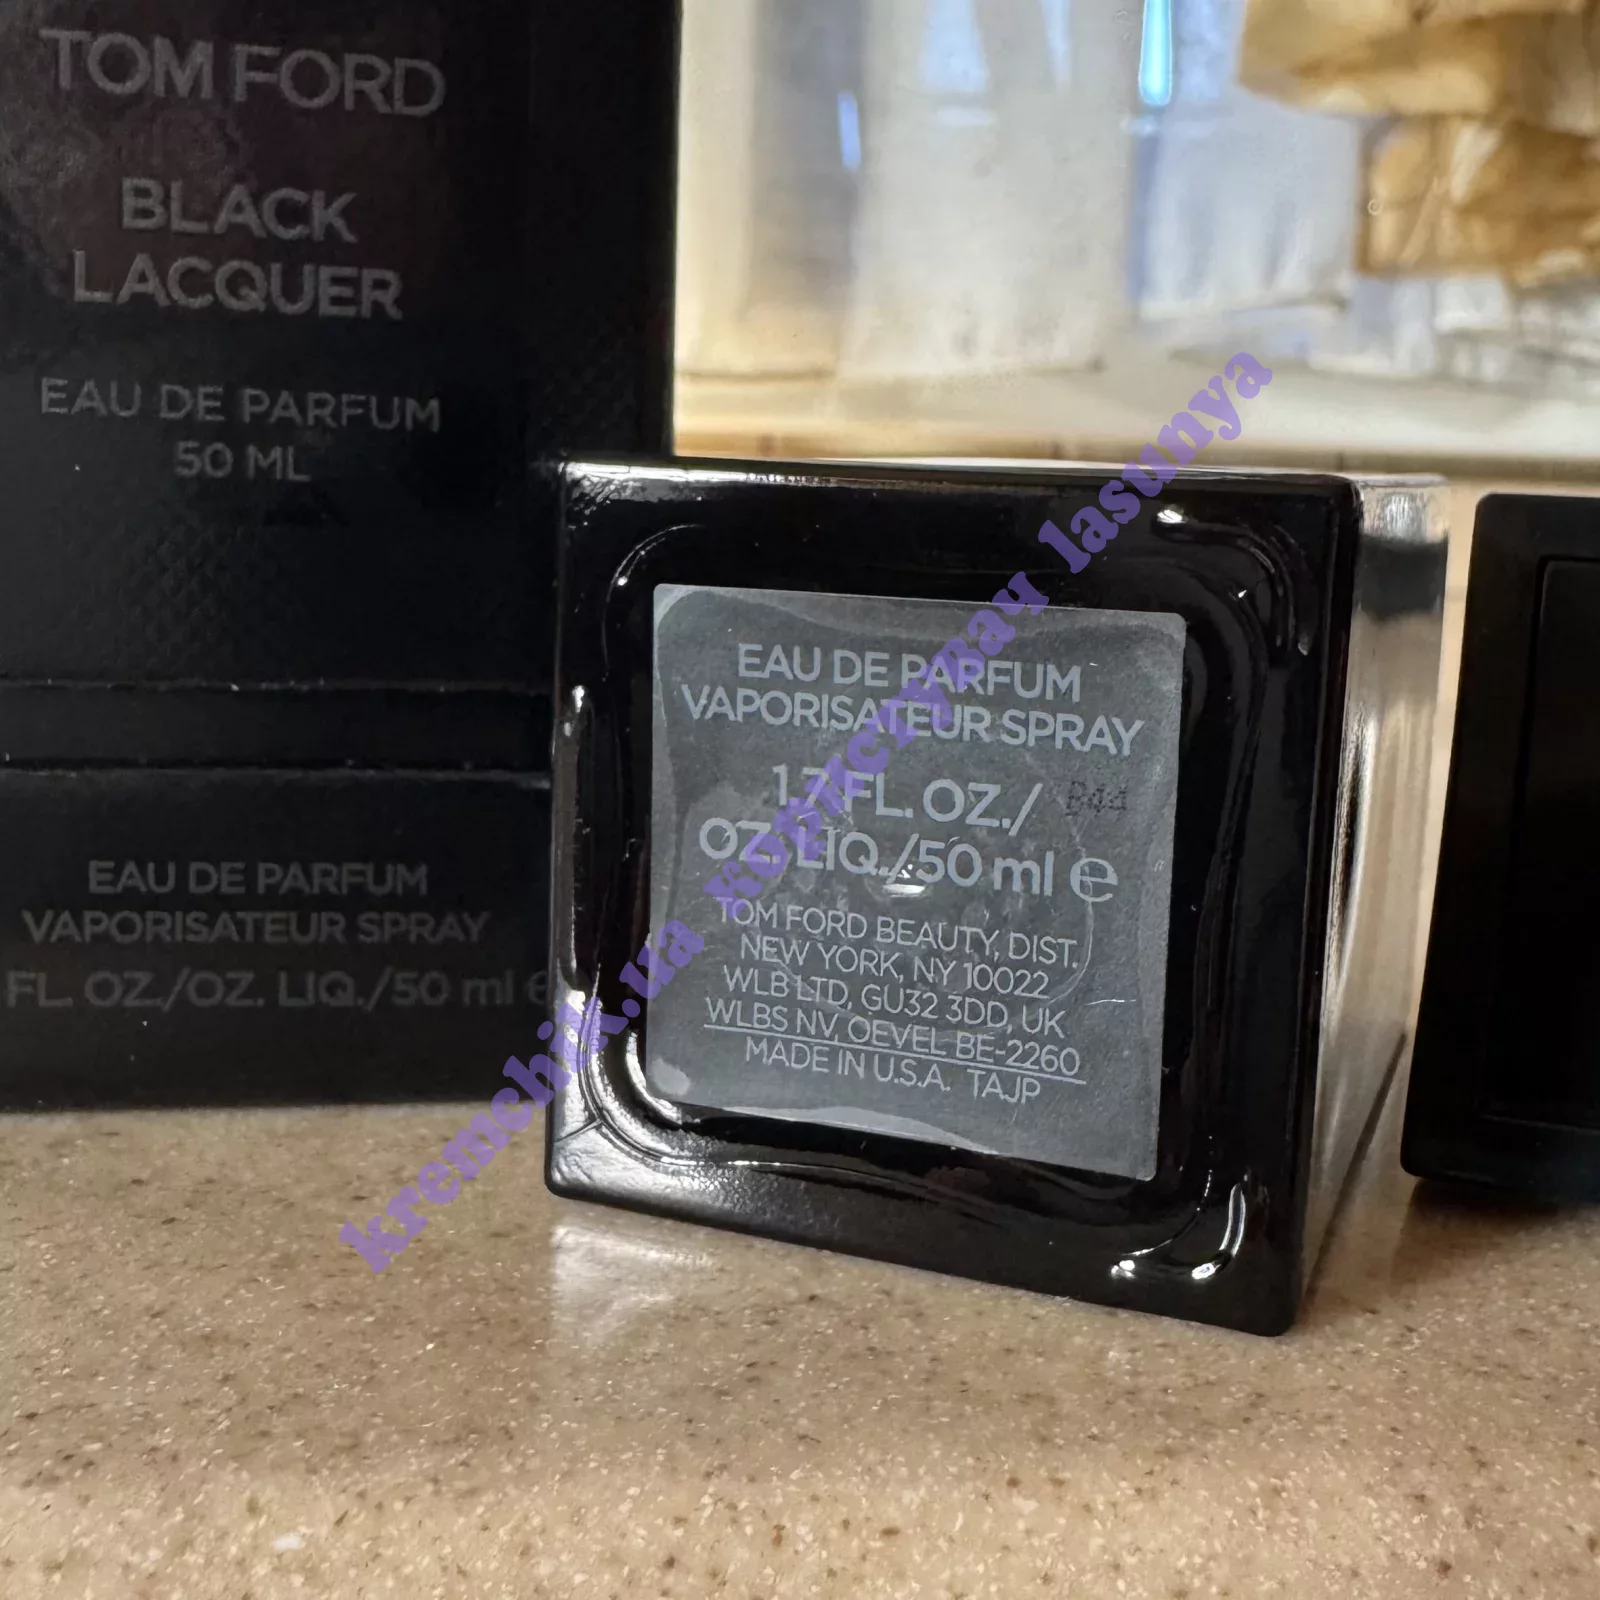 TOM FORD
BLACK
LACQUER
EAU DE PARFUM
50 ML
EAU DE PARFUM
VAPORISATEUR SPRAY
FL. OZ./OZ. LIQ./50 ml e
EAU DE PARFUM
VAPORISATEUR SPRAY
1.7 FL. OZ./
B44
OZ. LIQ./50 ml e
TOM FORD BEAUTY, DIST.
NEW YORK, NY 10022
WLB LTD, GU32 3DD, UK
WLBS NV, OEVEL BE-2260
MADE IN U.S.A. TAJP
kremchik.ua користувач lasunya